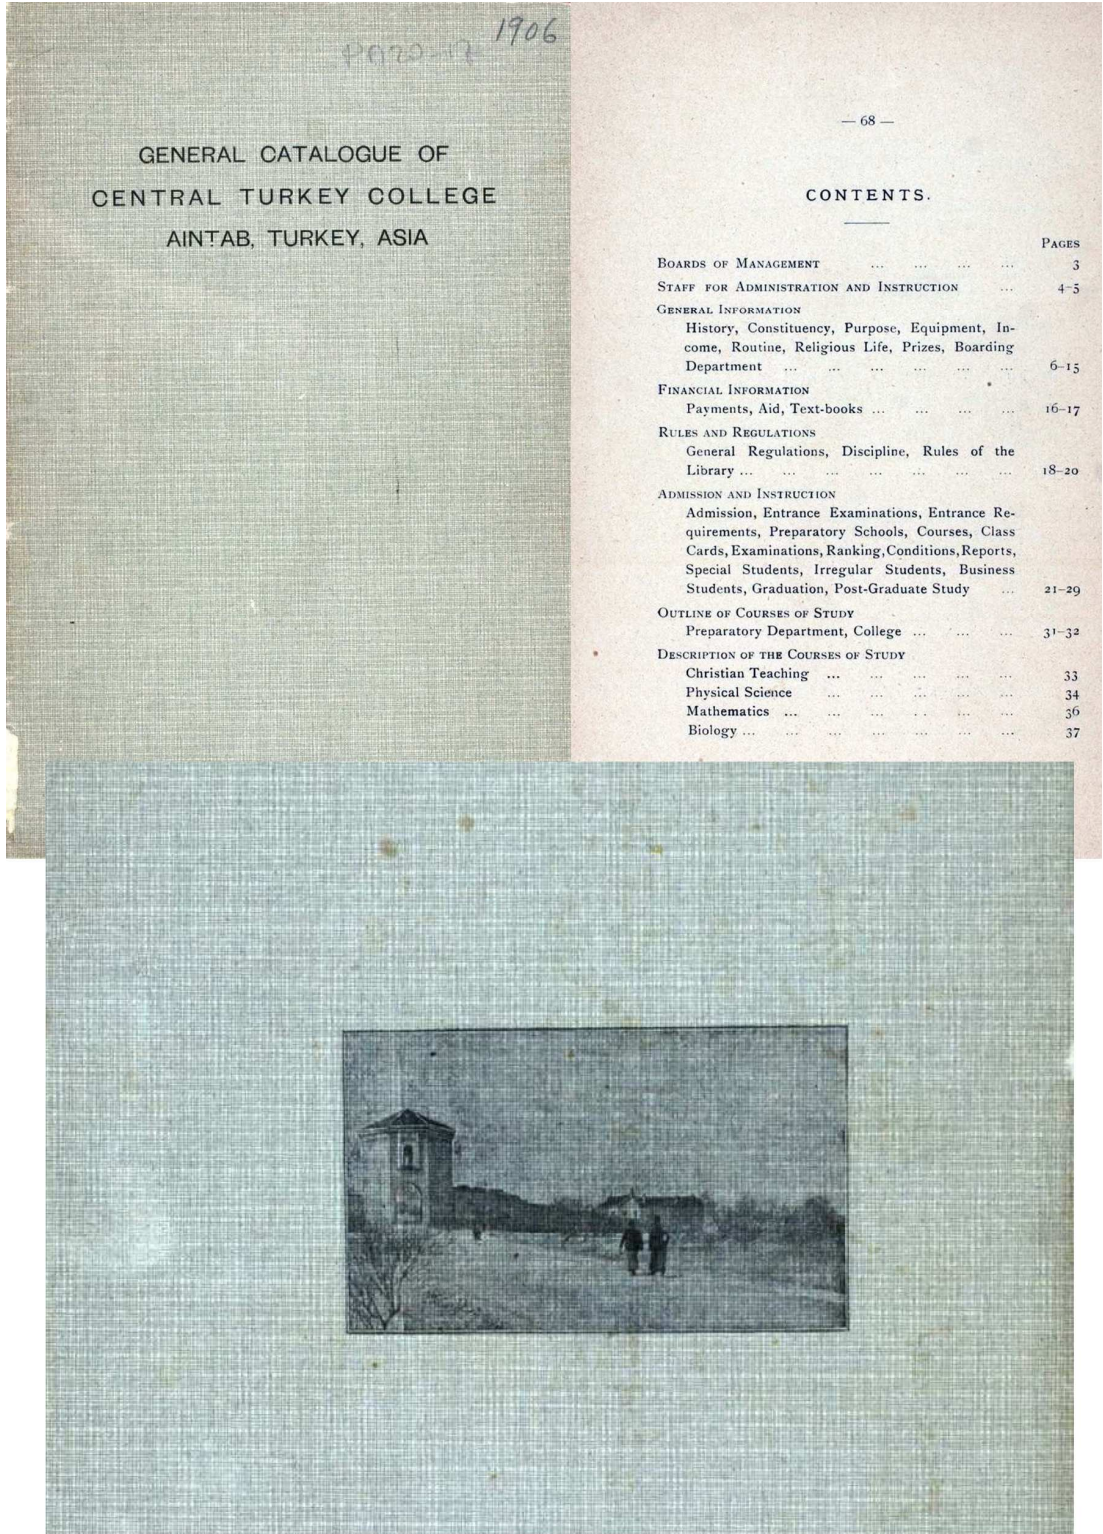 1906
GENERAL CATALOGUE OF
CENTRAL TURKEY COLLEGE
AINTAB, TURKEY, ASIA
— 68 —
CONTENTS.
PAGES
BOARDS OF MANAGEMENT ... ... ... ... 3
STAFF FOR ADMINISTRATION AND INSTRUCTION ... 4-5
GENERAL INFORMATION
History, Constituency, Purpose, Equipment, In-
come, Routine, Religious Life, Prizes, Boarding
Department ... ... ... ... ... ... 6-15
FINANCIAL INFORMATION
Payments, Aid, Text-books ... ... ... ... 16-17
RULES AND REGULATIONS
General Regulations, Discipline, Rules of the
Library ... ... ... ... ... ... ... 18-20
ADMISSION AND INSTRUCTION
Admission, Entrance Examinations, Entrance Re-
quirements, Preparatory Schools, Courses, Class
Cards, Examinations, Ranking, Conditions, Reports,
Special Students, Irregular Students, Business
Students, Graduation, Post-Graduate Study ... 21-29
OUTLINE OF COURSES OF STUDY
Preparatory Department, College ... ... ... 31-32
DESCRIPTION OF THE COURSES OF STUDY
Christian Teaching ... ... ... ... ... 33
Physical Science ... ... ... ... ... 34
Mathematics ... ... ... ... ... ... 36
Biology ... ... ... ... ... ... ... 37